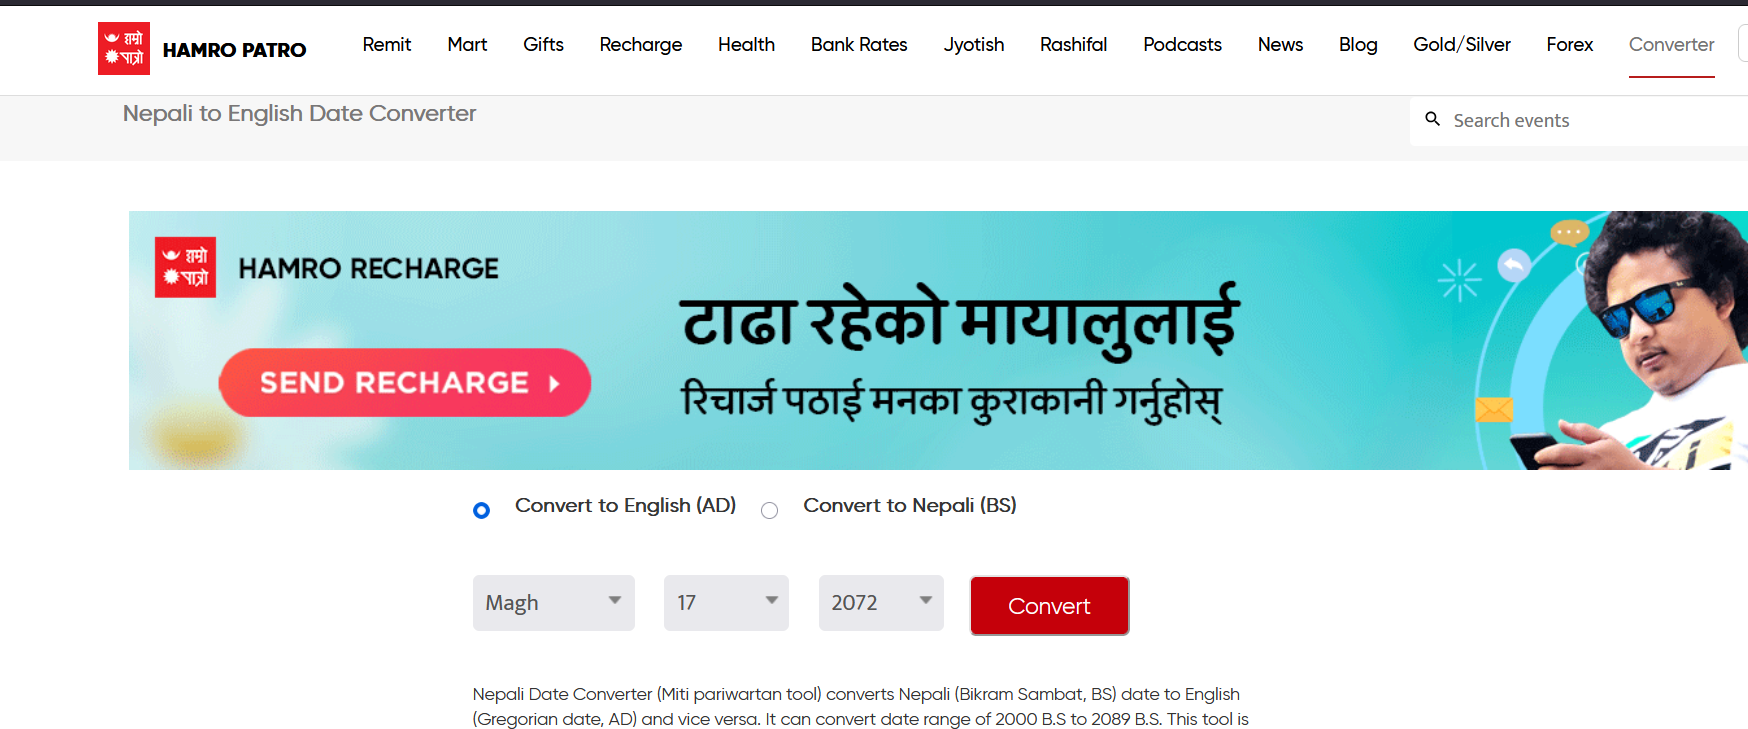 हाम्रो
पात्रो
HAMRO PATRO
Remit Mart Gifts Recharge Health Bank Rates Jyotish Rashifal Podcasts News Blog Gold/Silver Forex Converter
Nepali to English Date Converter
Search events
हाम्रो
पात्रो
HAMRO RECHARGE
टाढा रहेको मायालुलाई
SEND RECHARGE
रिचार्ज पठाई मनका कुराकानी गर्नुहोस्
Convert to English (AD) Convert to Nepali (BS)
Magh 17 2072 Convert
Nepali Date Converter (Miti pariwartan tool) converts Nepali (Bikram Sambat, BS) date to English
(Gregorian date, AD) and vice versa. It can convert date range of 2000 B.S to 2089 B.S. This tool is